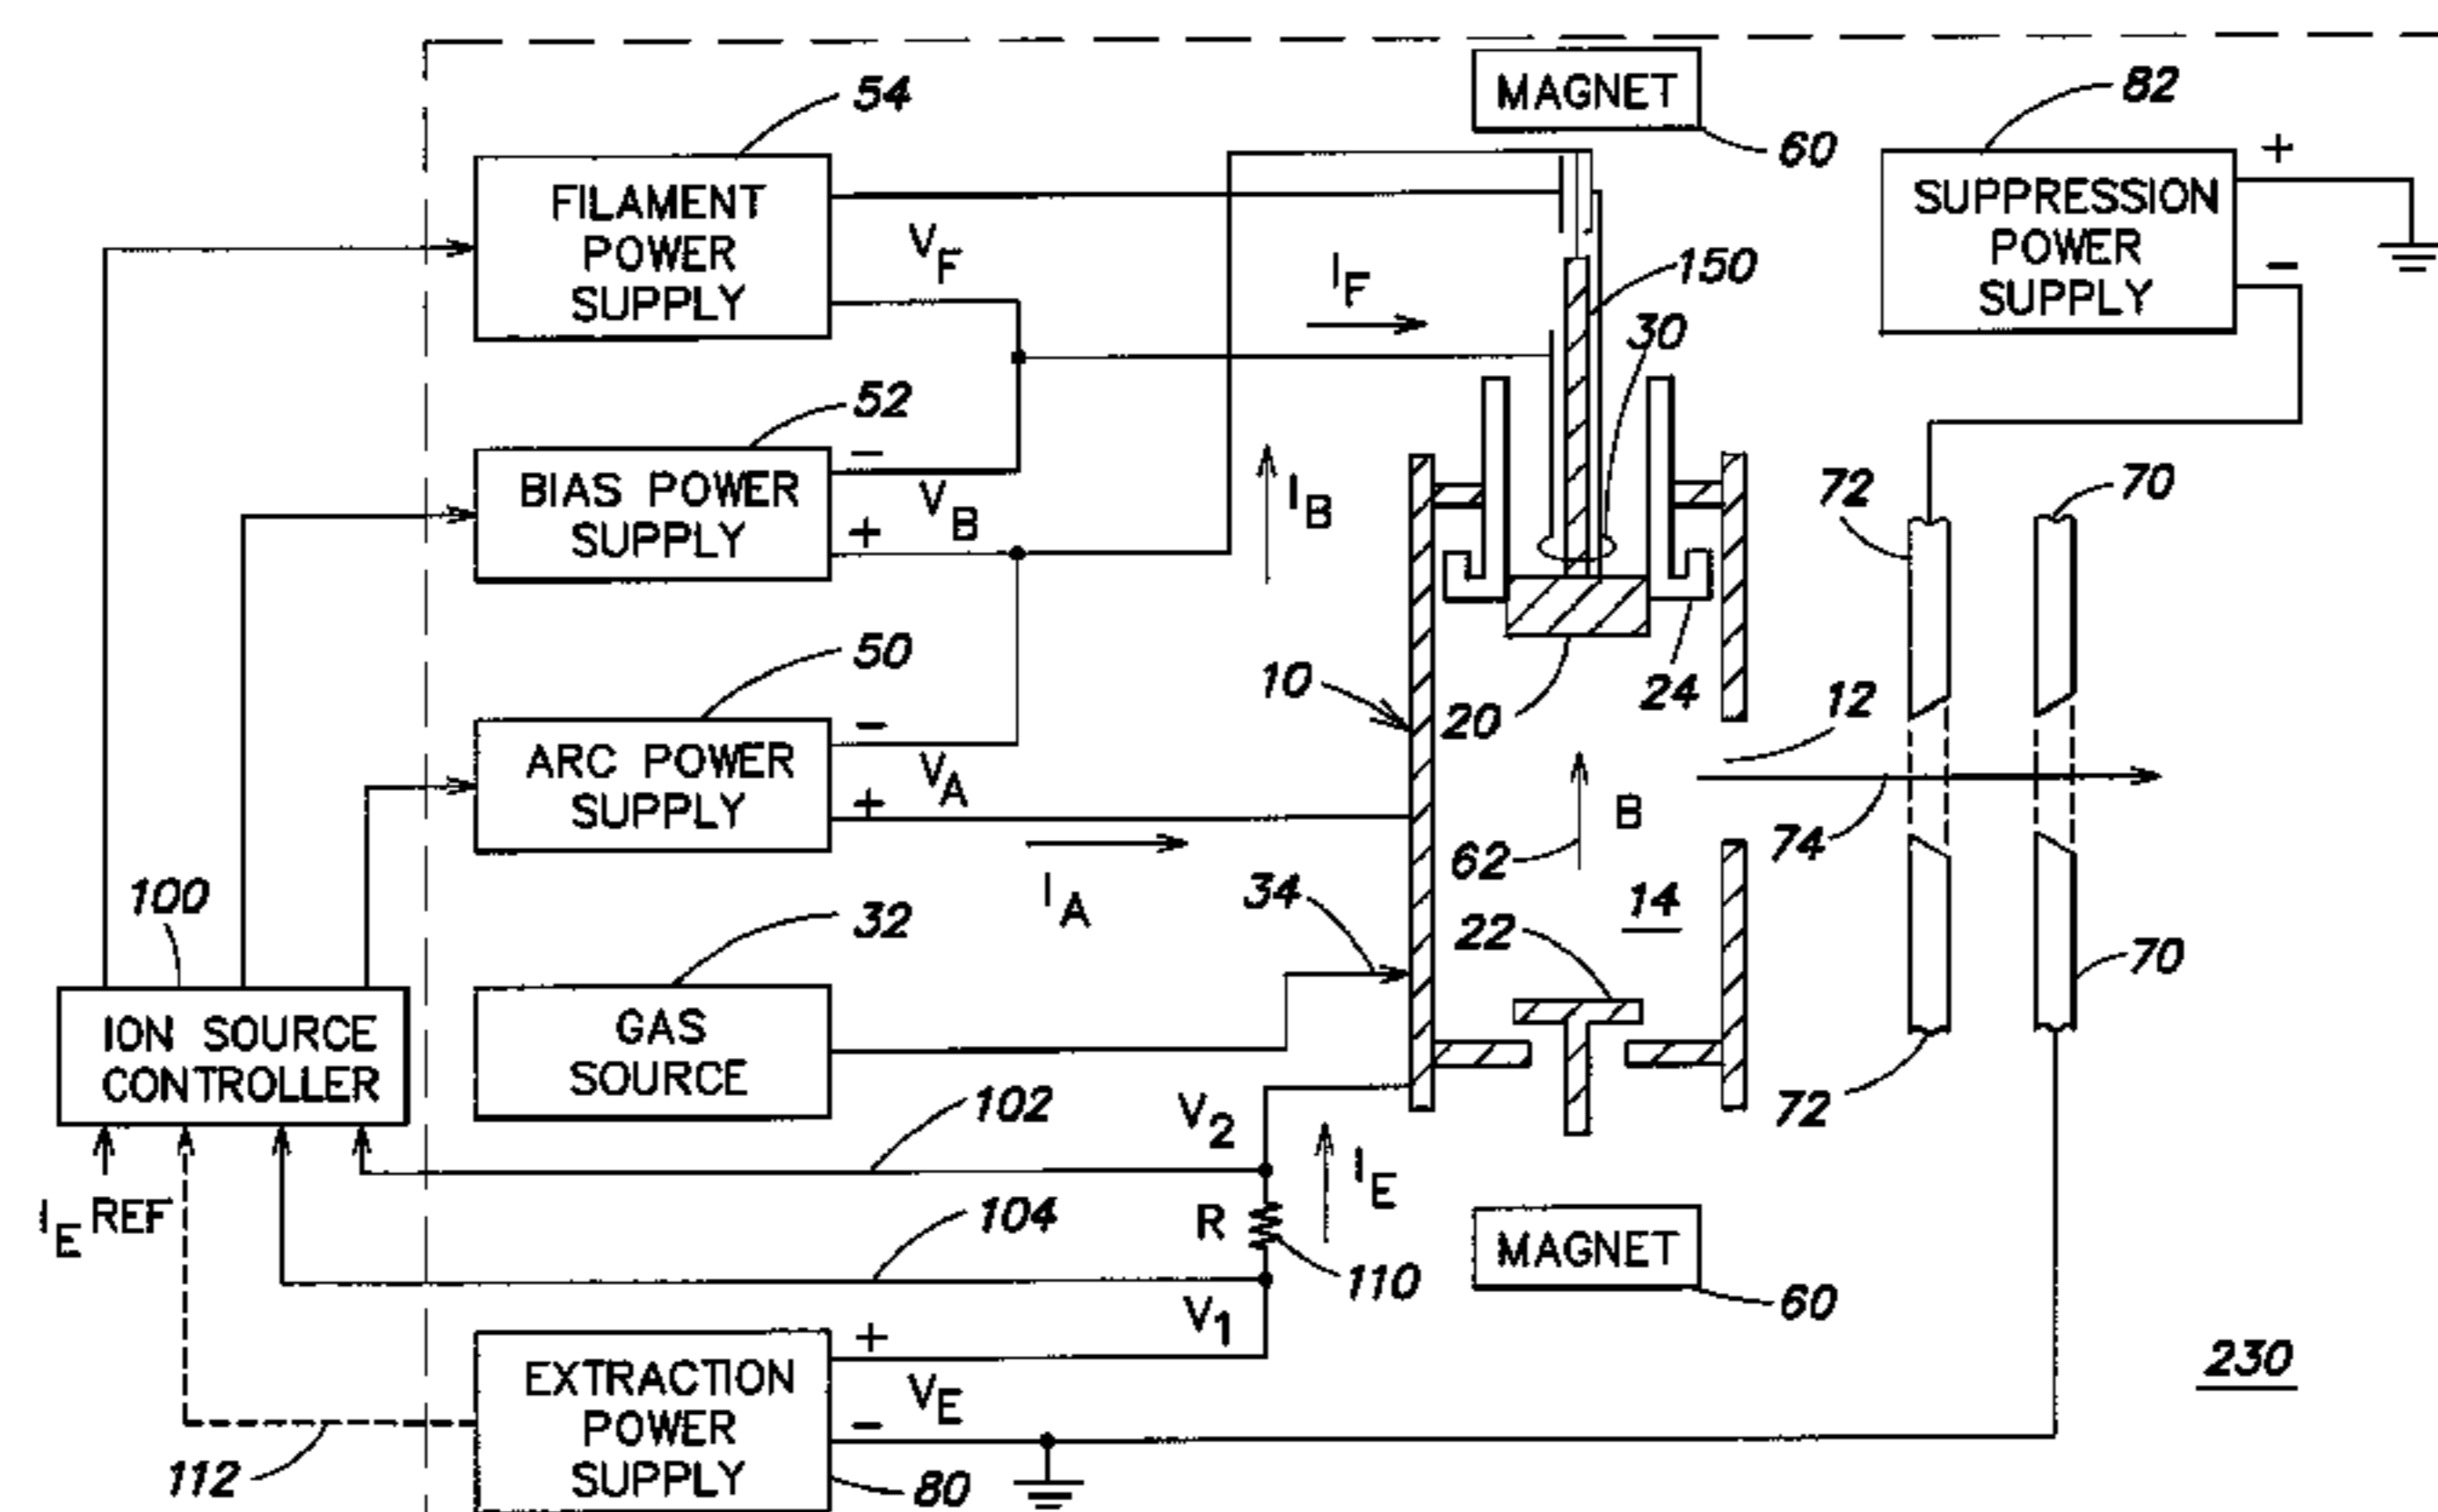 MAGNET
60
54
FILAMENT
POWER
SUPPLY
V_F
I_F
150
30
82
SUPPRESSION
POWER
SUPPLY
+
−
52
BIAS POWER
SUPPLY
−
V_B
+
I_B
72
70
50
ARC POWER
SUPPLY
−
V_A
+
I_A
10
20
24
12
B
62
74
14
22
34
32
GAS
SOURCE
100
ION SOURCE
CONTROLLER
I_E REF
102
104
V_2
R
V_1
I_E
110
72
70
MAGNET
60
EXTRACTION
POWER
SUPPLY
+
V_E
−
80
112
230